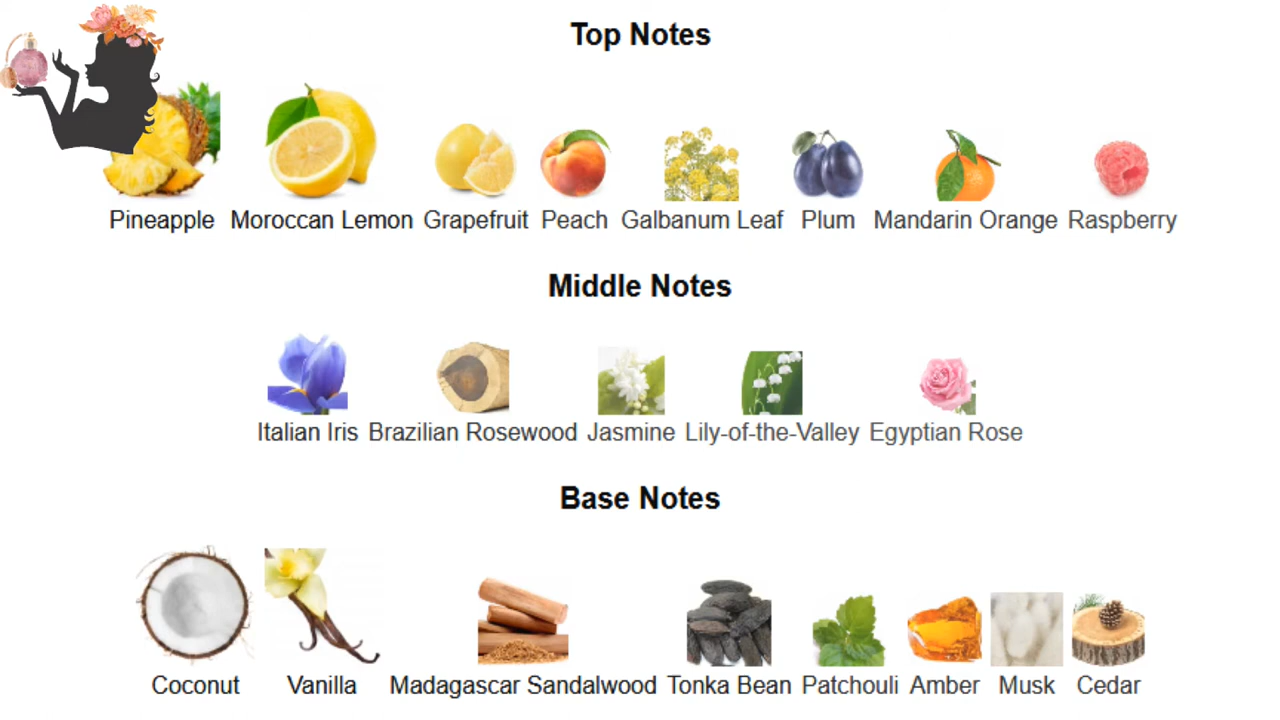 Top Notes
Pineapple Moroccan Lemon Grapefruit Peach Galbanum Leaf Plum Mandarin Orange Raspberry
Middle Notes
Italian Iris Brazilian Rosewood Jasmine Lily-of-the-Valley Egyptian Rose
Base Notes
Coconut Vanilla Madagascar Sandalwood Tonka Bean Patchouli Amber Musk Cedar